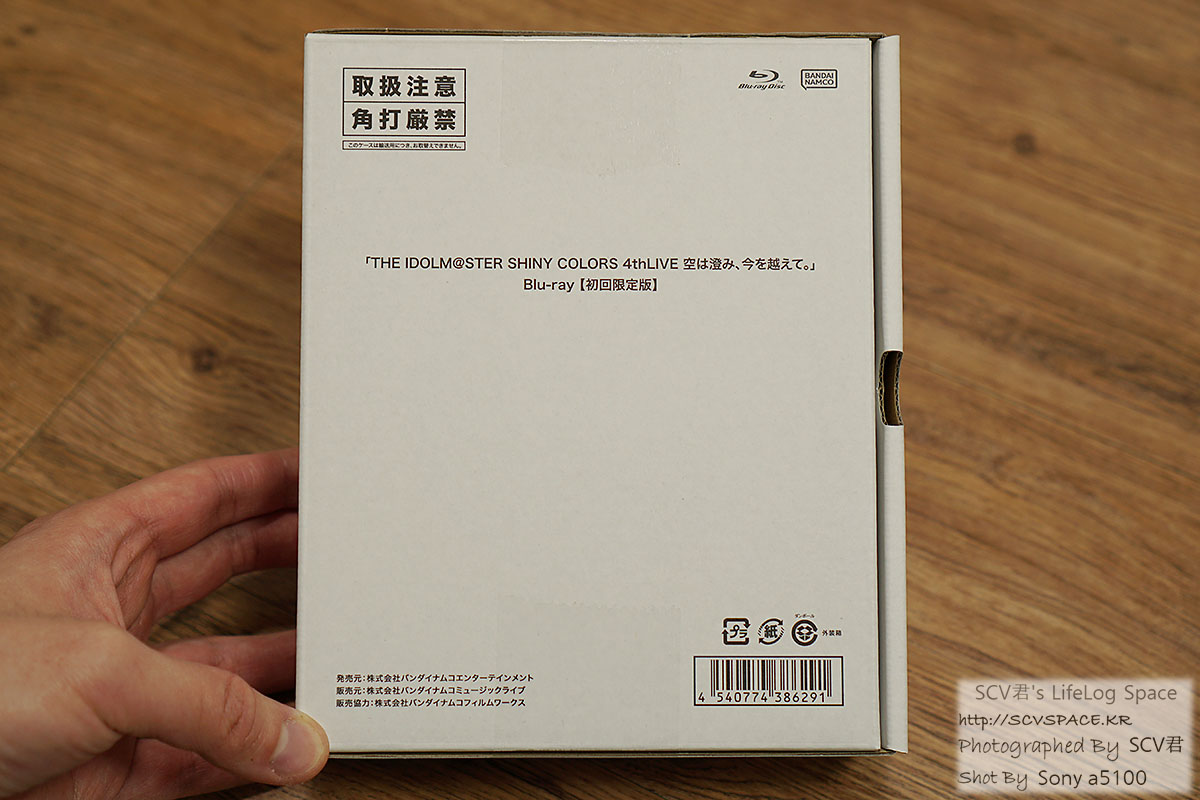 取扱注意
角打厳禁
このケースは輸送用につき、お取替えできません。
Blu-ray Disc
BANDAI
NAMCO
「THE IDOLM@STER SHINY COLORS 4thLIVE 空は澄み、今を越えて。」
Blu-ray【初回限定版】
プラ
紙
ダンボール
外装箱
発売元：株式会社バンダイナムコエンターテインメント
販売元：株式会社バンダイナムコミュージックライブ
販売協力：株式会社バンダイナムコフィルムワークス
4 540774 386291
SCV君's LifeLog Space
http://SCVSPACE.KR
Photographed By SCV君
Shot By Sony a5100